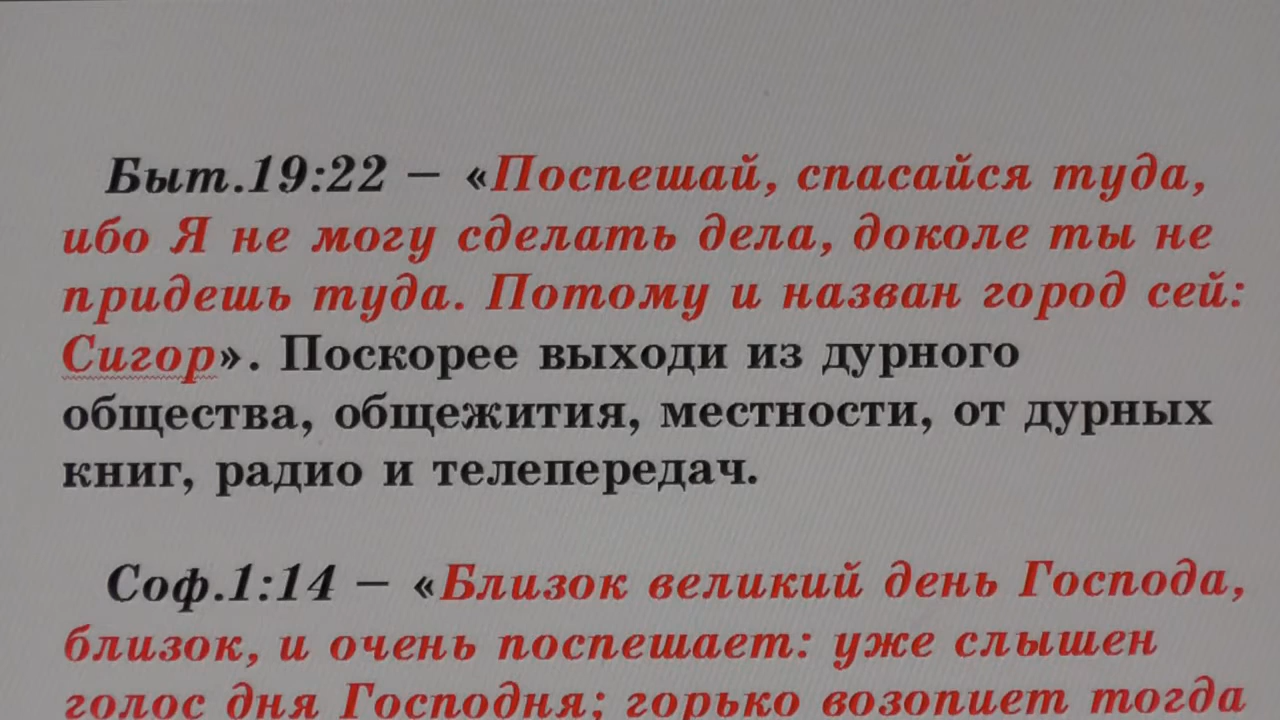 Быт.19:22 – «Поспешай, спасайся туда,
ибо Я не могу сделать дела, доколе ты не
придешь туда. Потому и назван город сей:
Сигор». Поскорее выходи из дурного
общества, общежития, местности, от дурных
книг, радио и телепередач.
Соф.1:14 – «Близок великий день Господа,
близок, и очень поспешает: уже слышен
голос дня Господня; горько возопиет тогда